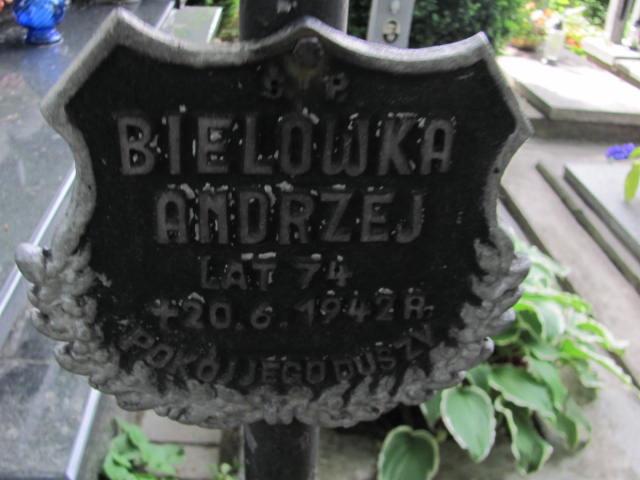 Ś P
BIELOWKA
ANDRZEJ
LAT 74
†20.6.1942R.
POKÓJ JEGO DUSZY